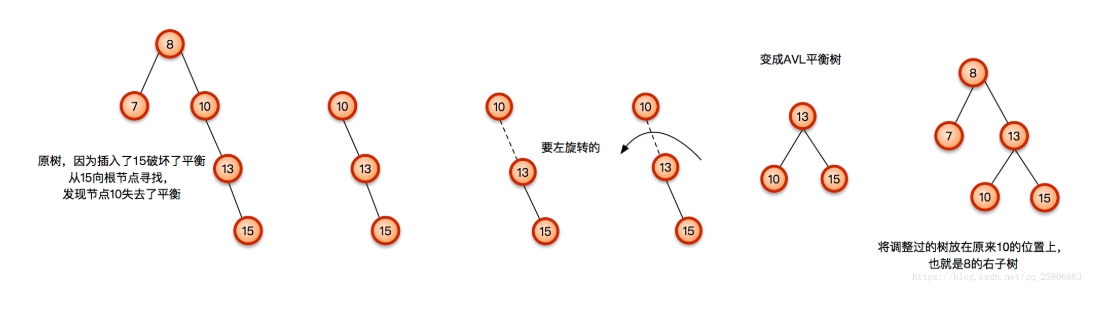 8
7
10
13
15
原树，因为插入了15破坏了平衡
从15向根节点寻找，
发现节点10失去了平衡
10
13
15
10
13
15
要左旋转的
10
13
15
变成AVL平衡树
13
10
15
8
7
13
10
15
将调整过的树放在原来10的位置上，
也就是8的右子树
https://blog.csdn.net/qq_25806863